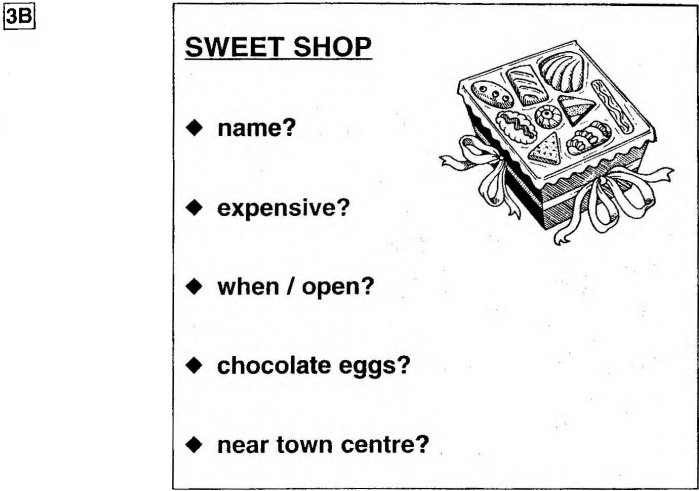 3B
SWEET SHOP
◆ name?
◆ expensive?
◆ when / open?
◆ chocolate eggs?
◆ near town centre?